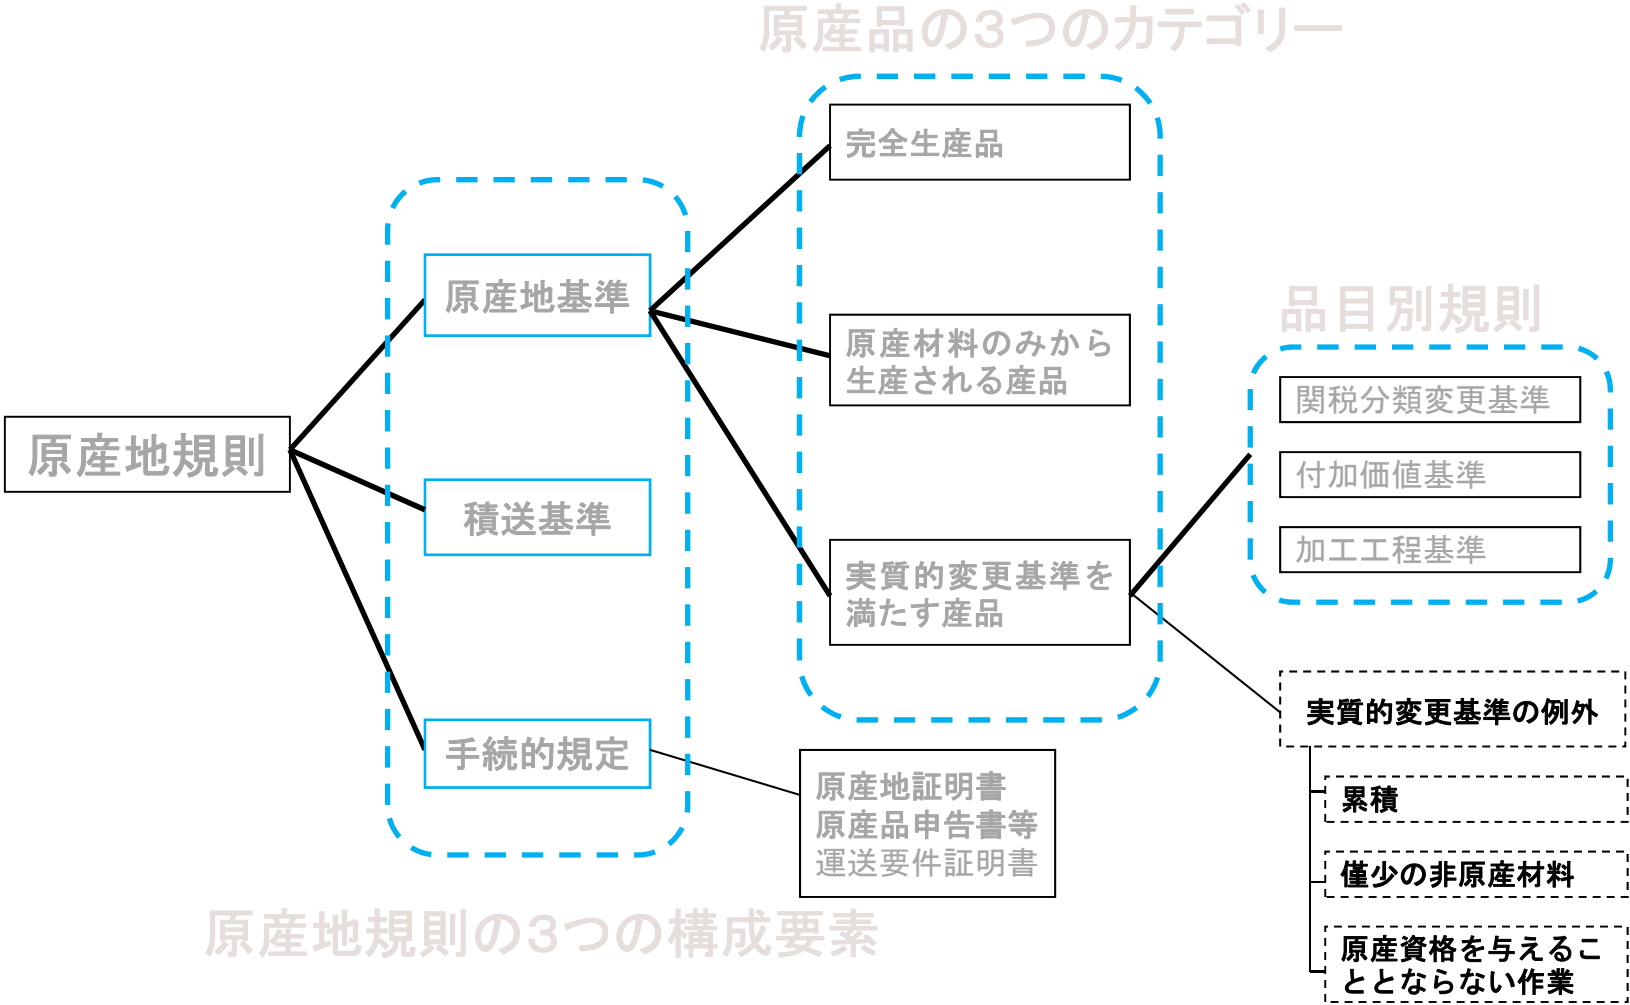 原産品の３つのカテゴリー
完全生産品
原産地基準
原産材料のみから
生産される産品
品目別規則
関税分類変更基準
付加価値基準
加工工程基準
原産地規則
積送基準
実質的変更基準を
満たす産品
実質的変更基準の例外
手続的規定
原産地証明書
原産品申告書等
運送要件証明書
累積
僅少の非原産材料
原産資格を与えるこ
ととならない作業
原産地規則の３つの構成要素